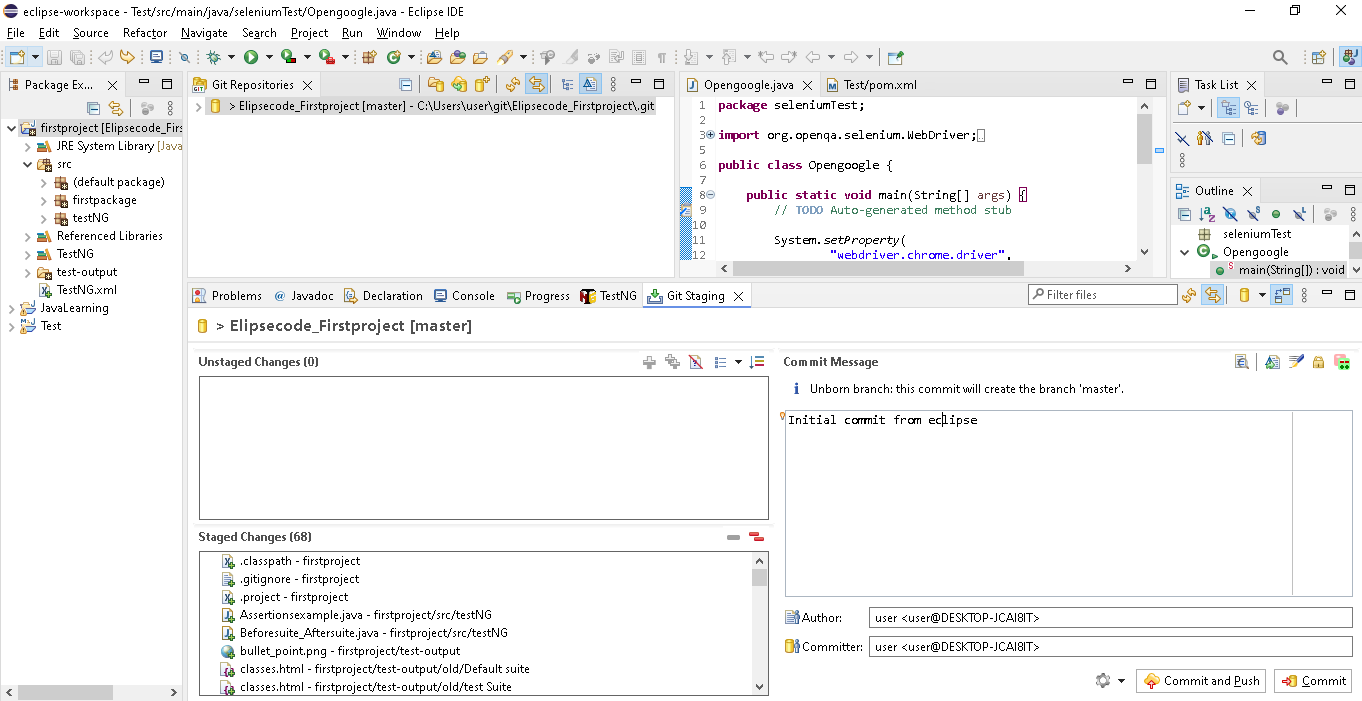 eclipse-workspace - Test/src/main/java/seleniumTest/Opengoogle.java - Eclipse IDE
File Edit Source Refactor Navigate Search Project Run Window Help
Package Ex...
firstproject [Elipsecode_Firs
JRE System Library [Java
src
(default package)
firstpackage
testNG
Referenced Libraries
TestNG
test-output
TestNG.xml
JavaLearning
Test
Git Repositories
> Elipsecode_Firstproject [master] - C:\Users\user\git\Elipsecode_Firstproject\.git
Opengoogle.java Test/pom.xml
1 package seleniumTest;
2
3 import org.openqa.selenium.WebDriver;
5
6 public class Opengoogle {
7
8 public static void main(String[] args) {
9 // TODO Auto-generated method stub
10
11 System.setProperty(
12 "webdriver.chrome.driver",
Task List
Outline
seleniumTest
Opengoogle
main(String[]) : void
Problems @ Javadoc Declaration Console Progress TestNG Git Staging
Filter files
> Elipsecode_Firstproject [master]
Unstaged Changes (0)
Staged Changes (68)
.classpath - firstproject
.gitignore - firstproject
.project - firstproject
Assertionsexample.java - firstproject/src/testNG
Beforesuite_Aftersuite.java - firstproject/src/testNG
bullet_point.png - firstproject/test-output
classes.html - firstproject/test-output/old/Default suite
classes.html - firstproject/test-output/old/test Suite
Commit Message
Unborn branch: this commit will create the branch 'master'.
Initial commit from eclipse
Author: user <user@DESKTOP-JCAI8IT>
Committer: user <user@DESKTOP-JCAI8IT>
Commit and Push Commit